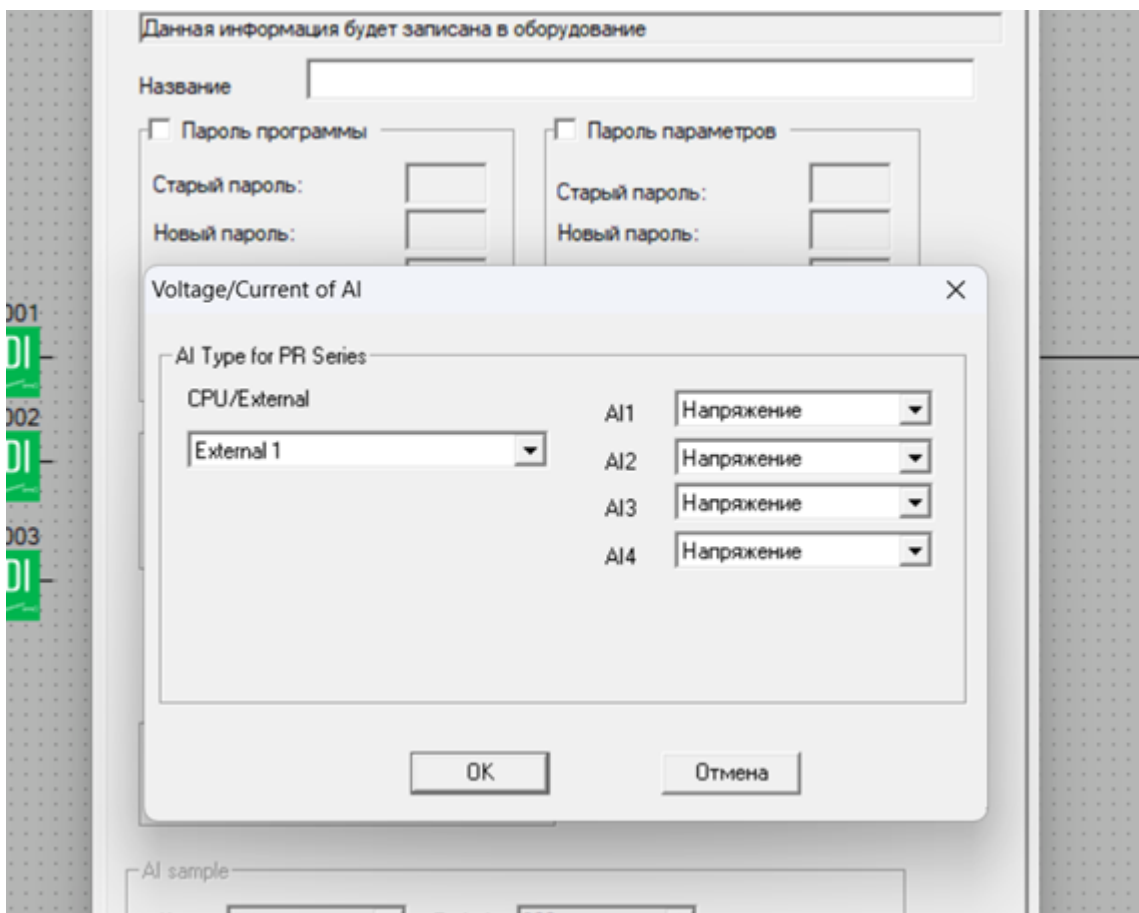 Данная информация будет записана в оборудование
Название
Пароль программы
Пароль параметров
Старый пароль:
Старый пароль:
Новый пароль:
Новый пароль:
Voltage/Current of AI
001
DI
002
DI
003
DI
AI Type for PR Series
CPU/External
External 1
AI1 Напряжение
AI2 Напряжение
AI3 Напряжение
AI4 Напряжение
OK
Отмена
AI sample